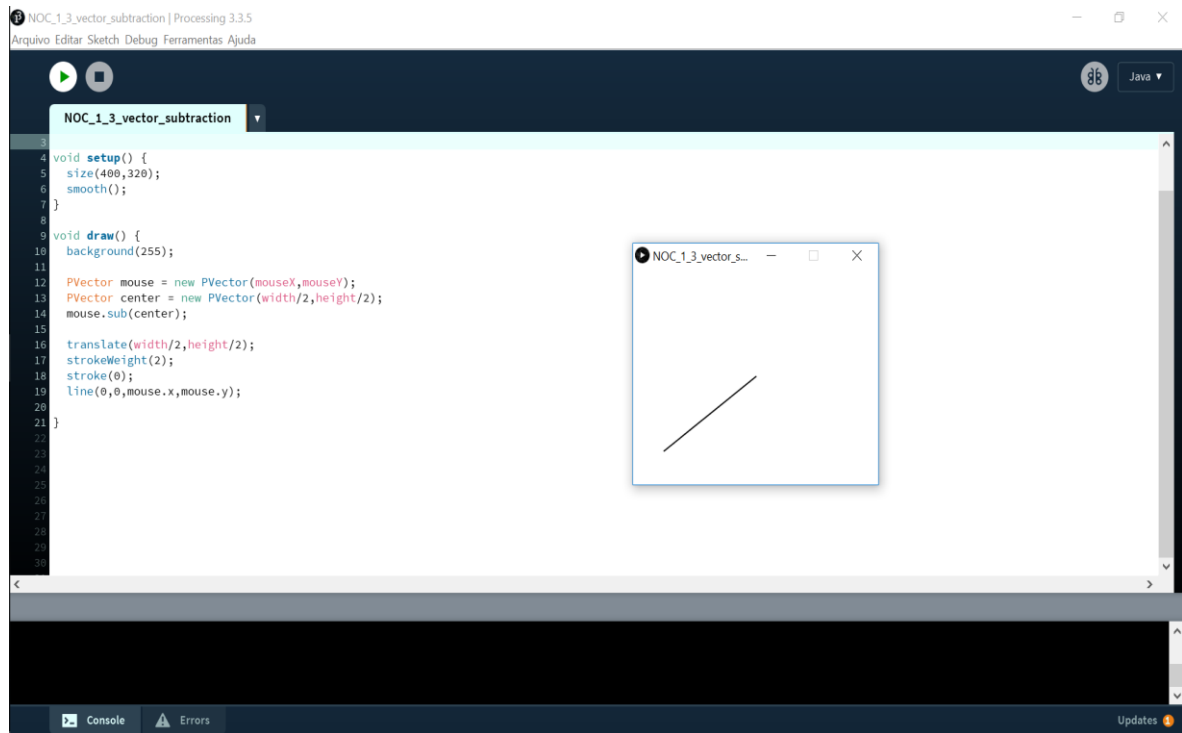 NOC_1_3_vector_subtraction | Processing 3.3.5
Arquivo Editar Sketch Debug Ferramentas Ajuda
Java ▼
NOC_1_3_vector_subtraction ▼
3
4 void setup() {
5   size(400,320);
6   smooth();
7 }
8
9 void draw() {
10   background(255);
11
12   PVector mouse = new PVector(mouseX,mouseY);
13   PVector center = new PVector(width/2,height/2);
14   mouse.sub(center);
15
16   translate(width/2,height/2);
17   strokeWeight(2);
18   stroke(0);
19   line(0,0,mouse.x,mouse.y);
20
21 }
22
23
24
25
26
27
28
29
30
NOC_1_3_vector_s...
Console Errors Updates 1